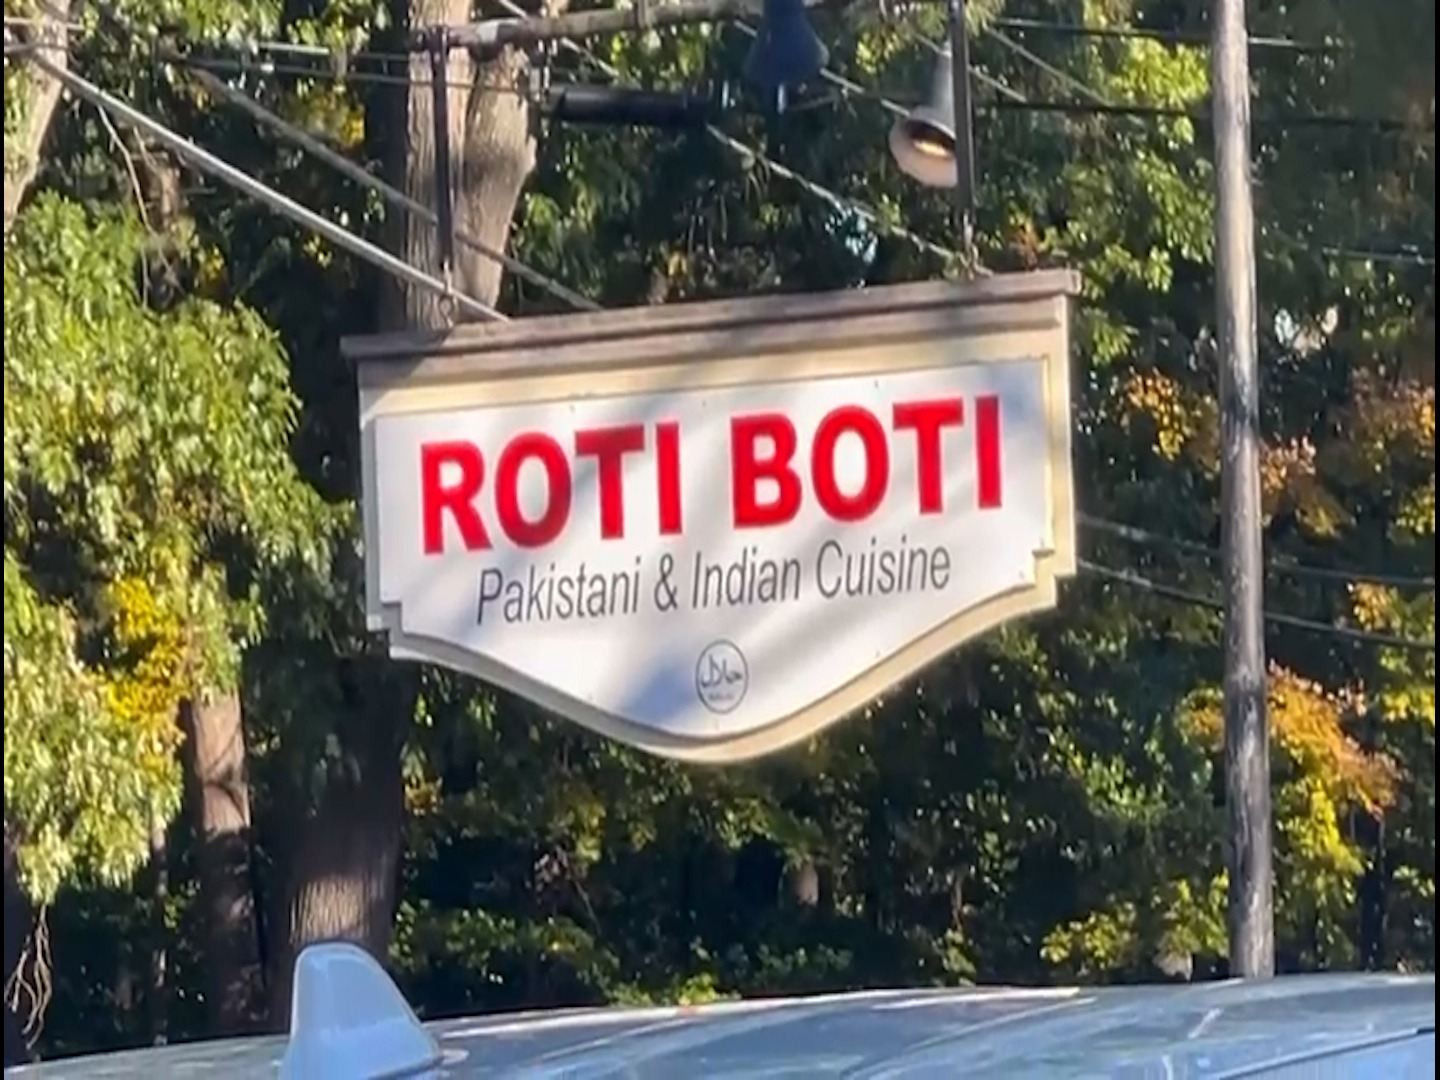 ROTI BOTI
Pakistani & Indian Cuisine
حلال